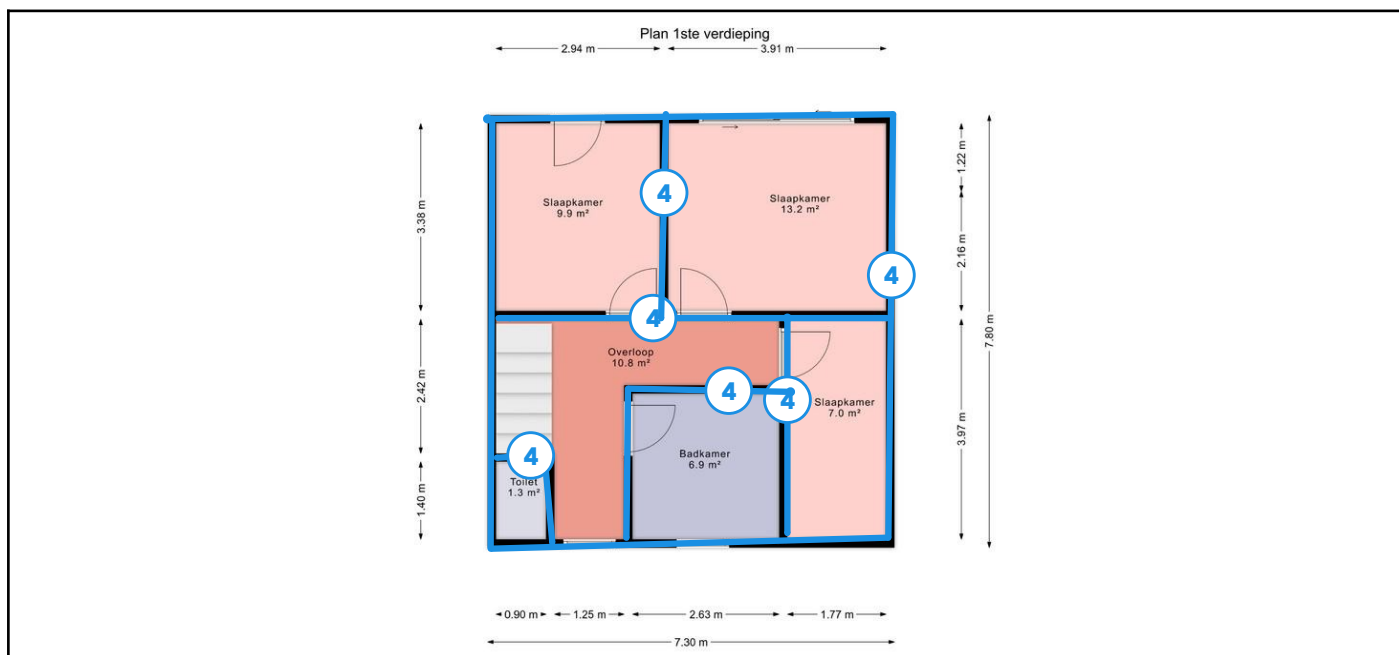 Plan 1ste verdieping
2.94 m
3.91 m
1.22 m
3.38 m
4
Slaapkamer
9.9 m²
Slaapkamer
13.2 m²
2.16 m
4
7.80 m
4
Overloop
10.8 m²
2.42 m
4
4
Slaapkamer
7.0 m²
3.97 m
4
Badkamer
6.9 m²
Toilet
1.3 m²
1.40 m
0.90 m
1.25 m
2.63 m
1.77 m
7.30 m